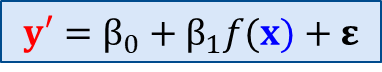 y′ = β₀ + β₁f(x) + ε